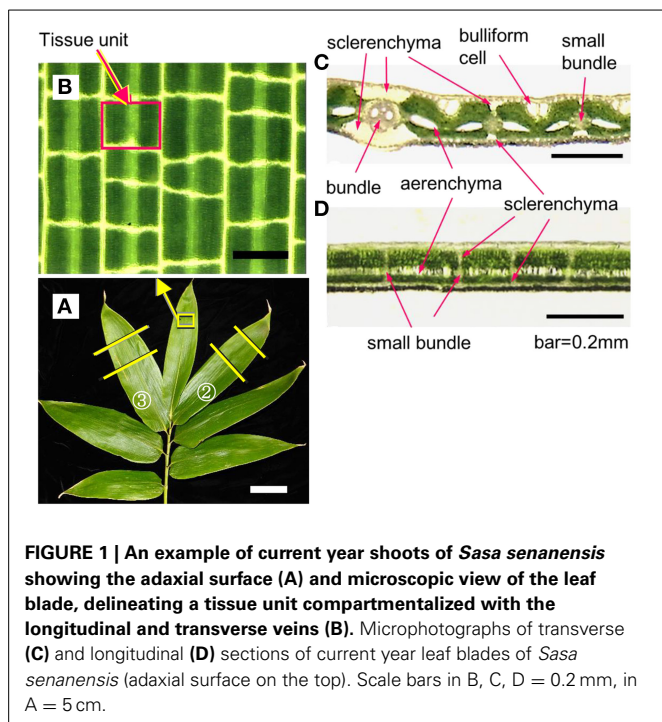 Tissue unit
B
C
sclerenchyma
bulliform
cell
small
bundle
bundle
aerenchyma
sclerenchyma
D
small bundle
bar=0.2mm
A
③
②
FIGURE 1 | An example of current year shoots of Sasa senanensis
showing the adaxial surface (A) and microscopic view of the leaf
blade, delineating a tissue unit compartmentalized with the
longitudinal and transverse veins (B). Microphotographs of transverse
(C) and longitudinal (D) sections of current year leaf blades of Sasa
senanensis (adaxial surface on the top). Scale bars in B, C, D = 0.2 mm, in
A = 5 cm.